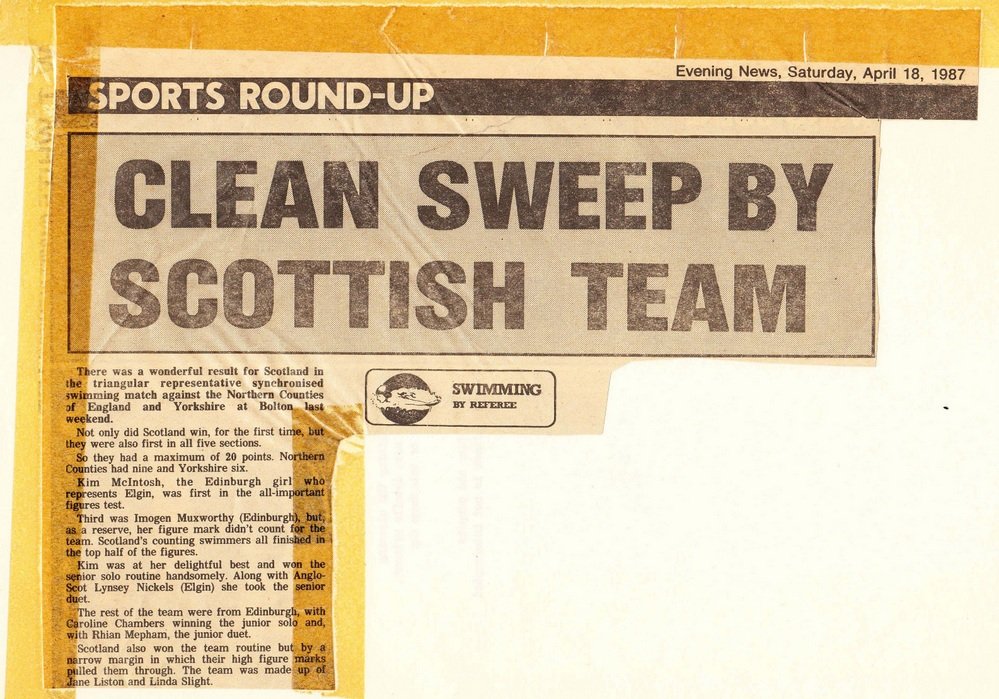 Evening News, Saturday, April 18, 1987
SPORTS ROUND-UP
CLEAN SWEEP BY
SCOTTISH TEAM
SWIMMING
BY REFEREE
There was a wonderful result for Scotland in
the triangular representative synchronised
swimming match against the Northern Counties
of England and Yorkshire at Bolton last
weekend.
Not only did Scotland win, for the first time, but
they were also first in all five sections.
So they had a maximum of 20 points. Northern
Counties had nine and Yorkshire six.
Kim McIntosh, the Edinburgh girl who
represents Elgin, was first in the all-important
figures test.
Third was Imogen Muxworthy (Edinburgh), but,
as a reserve, her figure mark didn't count for the
team. Scotland's counting swimmers all finished in
the top half of the figures.
Kim was at her delightful best and won the
senior solo routine handsomely. Along with Anglo-
Scot Lynsey Nickels (Elgin) she took the senior
duet.
The rest of the team were from Edinburgh, with
Caroline Chambers winning the junior solo and,
with Rhian Mepham, the junior duet.
Scotland also won the team routine but by a
narrow margin in which their high figure marks
pulled them through. The team was made up of
Jane Liston and Linda Slight.